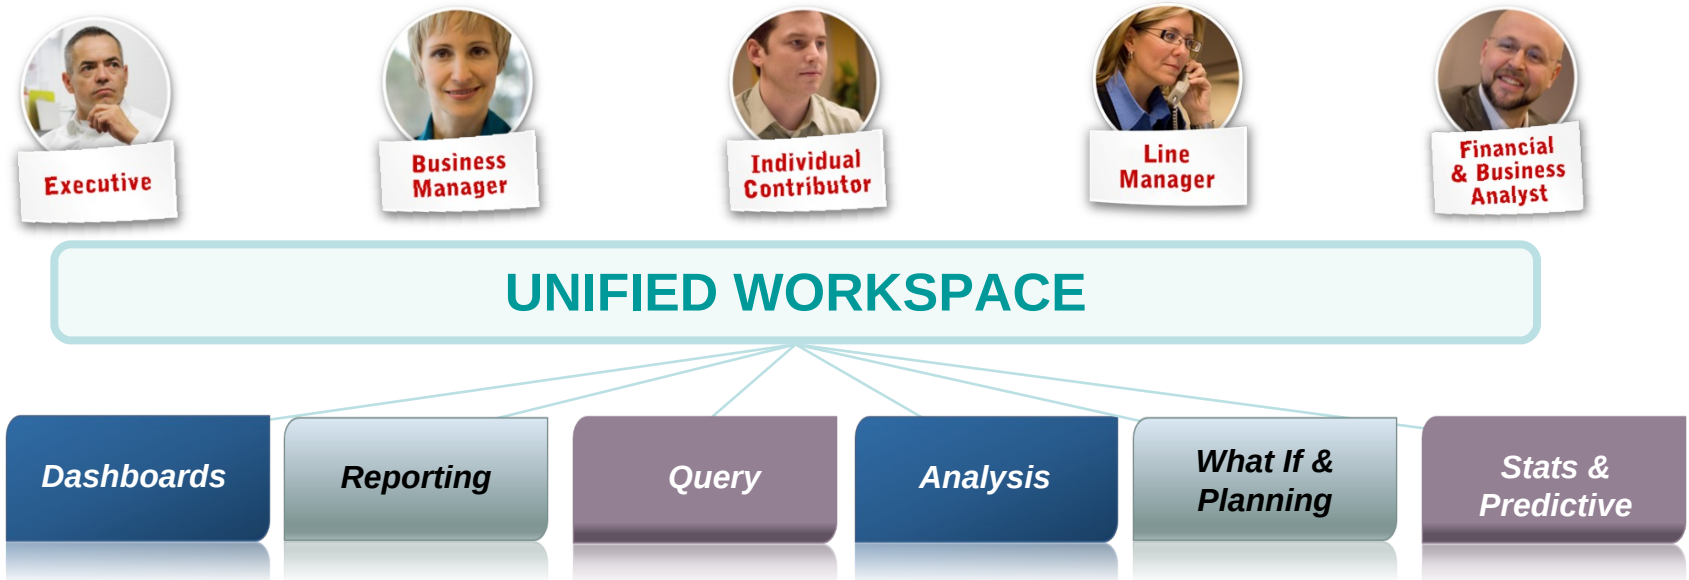 Executive
Business
Manager
Individual
Contributor
Line
Manager
Financial
& Business
Analyst
UNIFIED WORKSPACE
Dashboards
Reporting
Query
Analysis
What If &
Planning
Stats &
Predictive